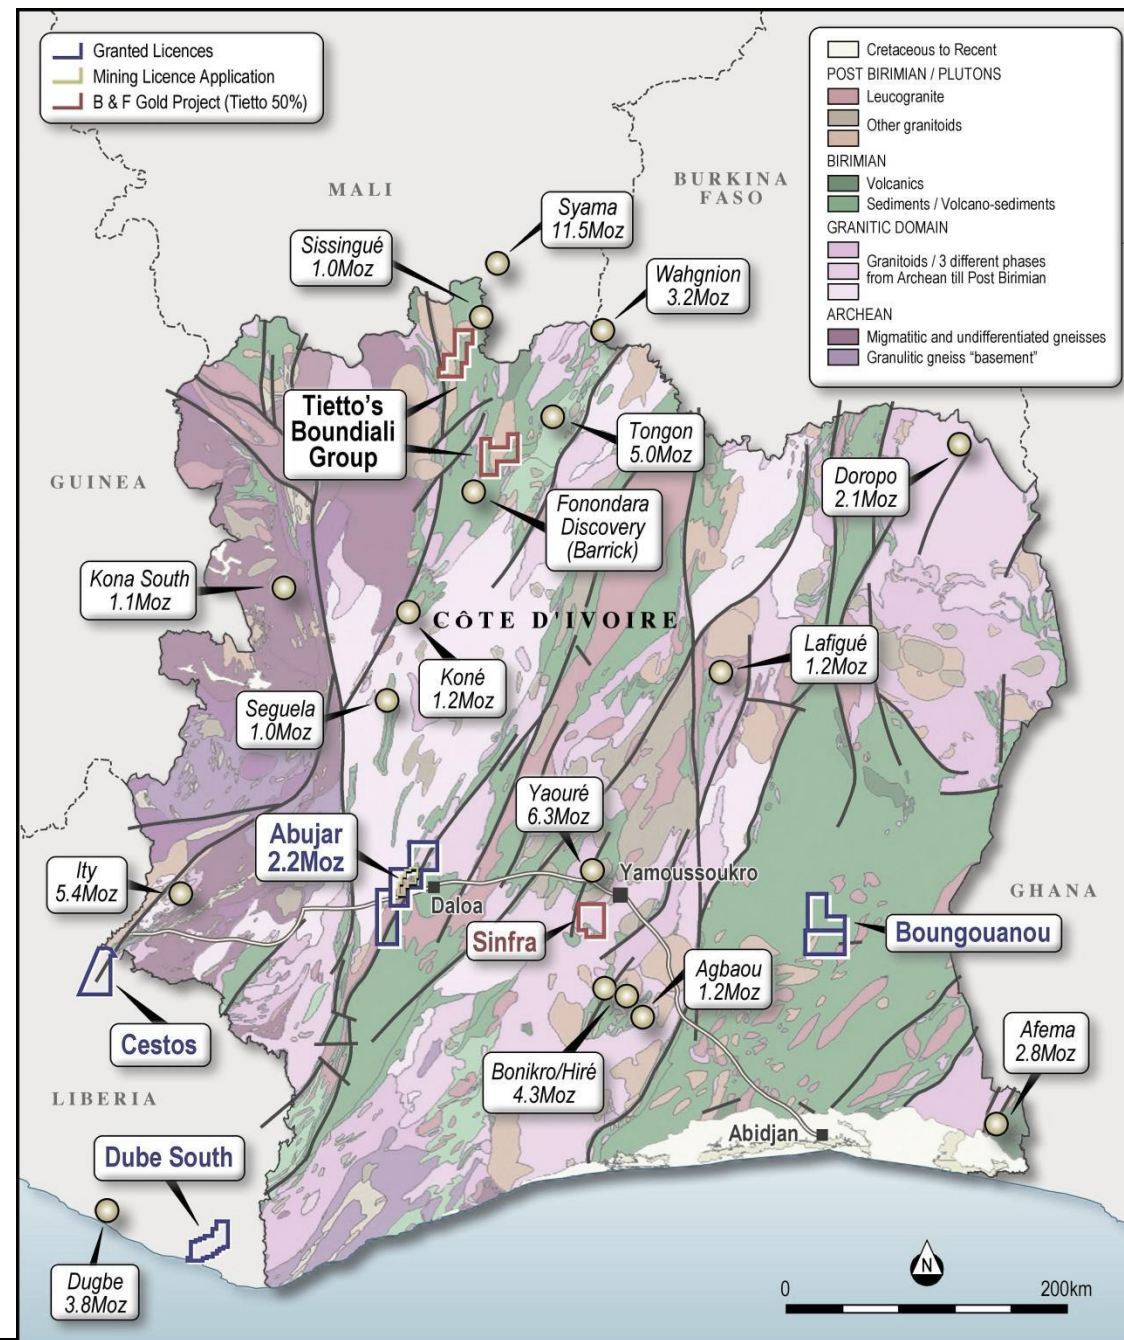 Granted Licences
Mining Licence Application
B & F Gold Project (Tietto 50%)
Cretaceous to Recent
POST BIRIMIAN / PLUTONS
Leucogranite
Other granitoids
BIRIMIAN
Volcanics
Sediments / Volcano-sediments
GRANITIC DOMAIN
Granitoids / 3 different phases
from Archean till Post Birimian
ARCHEAN
Migmatitic and undifferentiated gneisses
Granulitic gneiss “basement”
MALI
BURKINA
FASO
Syama
11.5Moz
Sissingué
1.0Moz
Wahgnion
3.2Moz
Tietto's
Boundiali
Group
Tongon
5.0Moz
Doropo
2.1Moz
GUINEA
Fonondara
Discovery
(Barrick)
Kona South
1.1Moz
CÔTE D'IVOIRE
Koné
1.2Moz
Lafigué
1.2Moz
Seguela
1.0Moz
Yaouré
6.3Moz
Abujar
2.2Moz
Ity
5.4Moz
Yamoussoukro
Daloa
GHANA
Sinfra
Boungouanou
Agbaou
1.2Moz
Cestos
Bonikro/Hiré
4.3Moz
Afema
2.8Moz
LIBERIA
Abidjan
Dube South
Dugbe
3.8Moz
N
0 200km